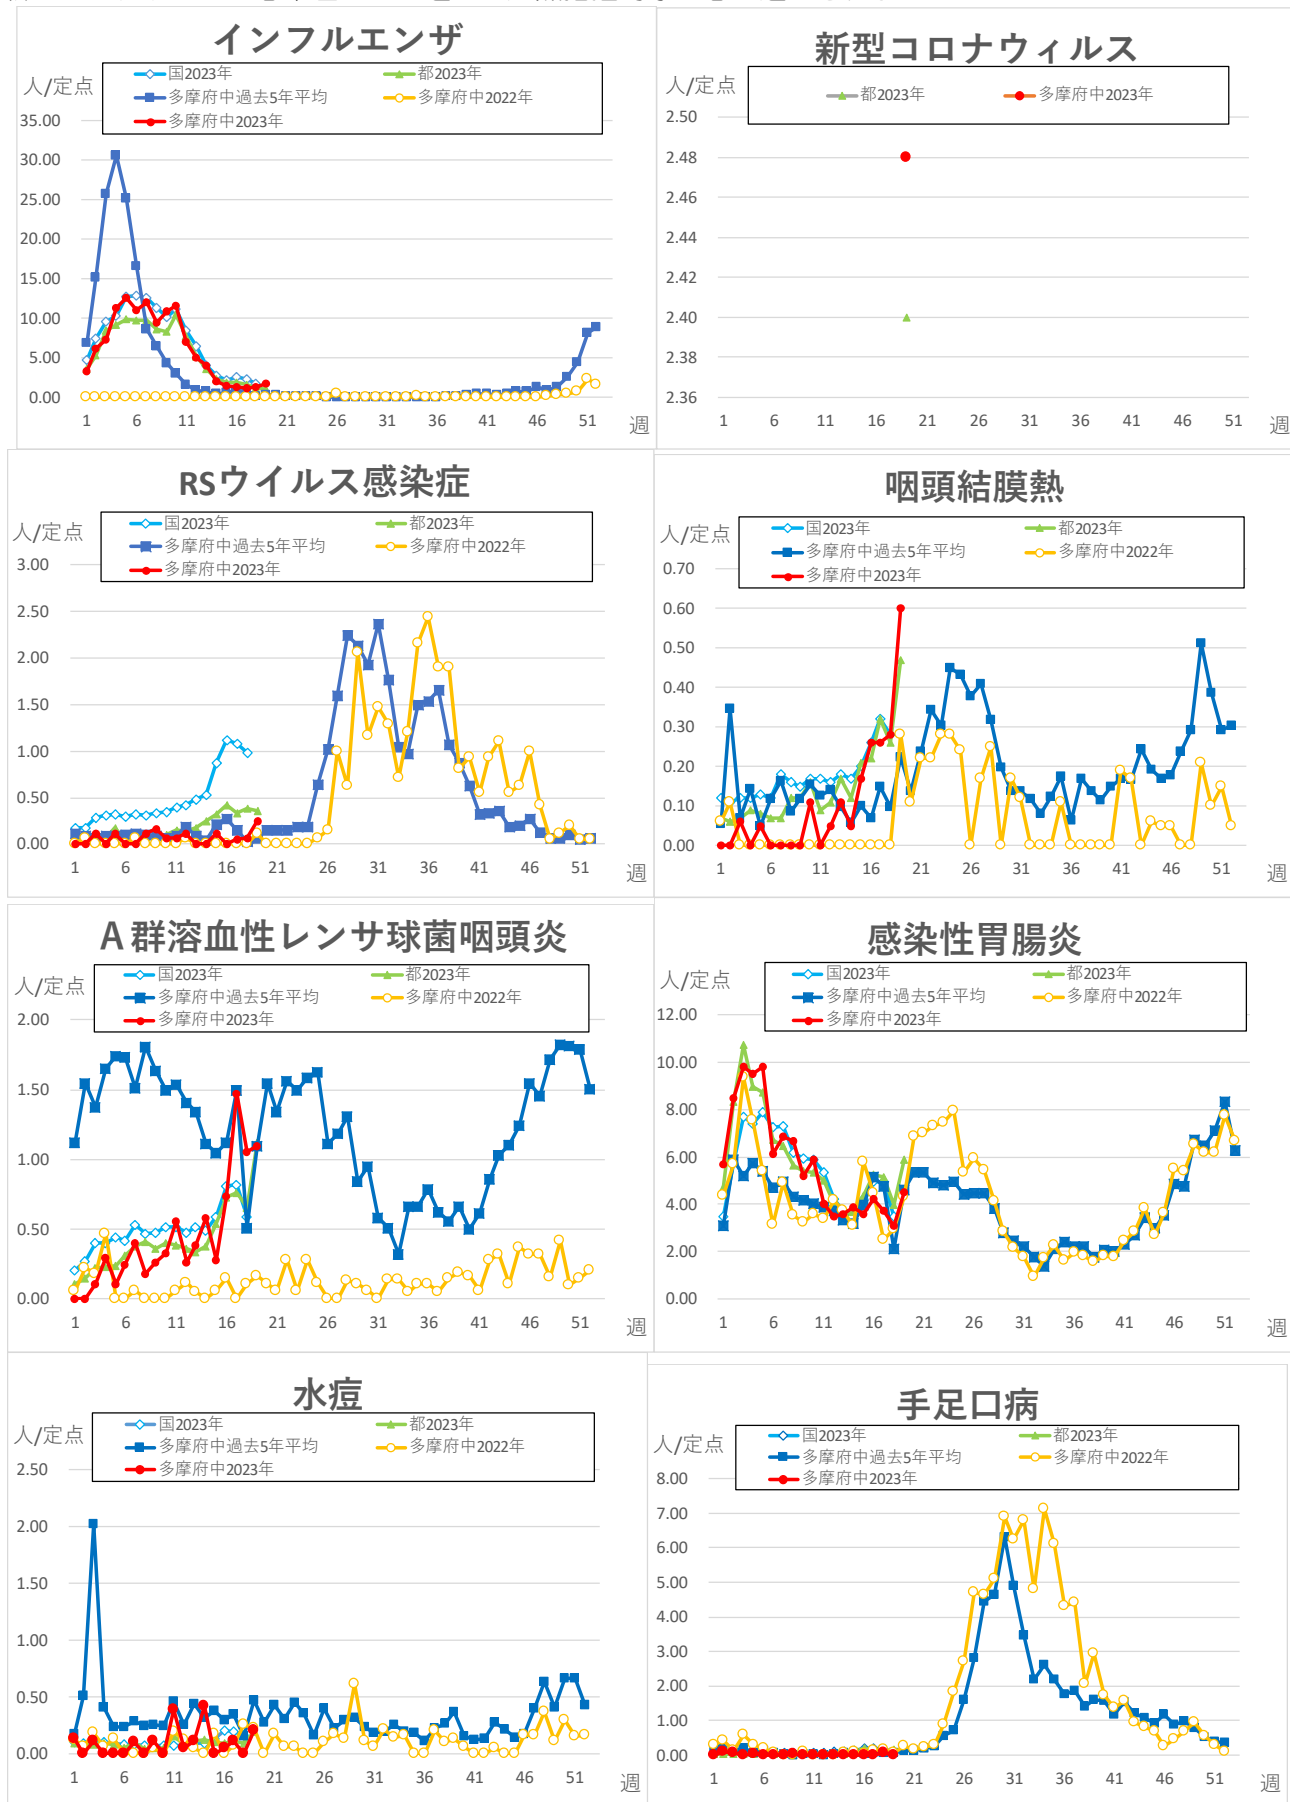 インフルエンザ
国2023年
都2023年
人/定点
多摩府中過去5年平均
多摩府中2022年
多摩府中2023年
35.00
30.00
25.00
20.00
15.00
10.00
5.00
0.00
1 6 11 16 21 26 31 36 41 46 51 週
新型コロナウィルス
人/定点
都2023年
多摩府中2023年
2.50
2.48
2.46
2.44
2.42
2.40
2.38
2.36
1 6 11 16 21 26 31 36 41 46 51 週
RSウイルス感染症
国2023年
都2023年
人/定点
多摩府中過去5年平均
多摩府中2022年
多摩府中2023年
3.00
2.50
2.00
1.50
1.00
0.50
0.00
1 6 11 16 21 26 31 36 41 46 51 週
咽頭結膜熱
国2023年
都2023年
人/定点
多摩府中過去5年平均
多摩府中2022年
多摩府中2023年
0.70
0.60
0.50
0.40
0.30
0.20
0.10
0.00
1 6 11 16 21 26 31 36 41 46 51 週
A群溶血性レンサ球菌咽頭炎
国2023年
都2023年
人/定点
多摩府中過去5年平均
多摩府中2022年
多摩府中2023年
2.00
1.50
1.00
0.50
0.00
1 6 11 16 21 26 31 36 41 46 51 週
感染性胃腸炎
国2023年
都2023年
人/定点
多摩府中過去5年平均
多摩府中2022年
多摩府中2023年
12.00
10.00
8.00
6.00
4.00
2.00
0.00
1 6 11 16 21 26 31 36 41 46 51 週
水痘
国2023年
都2023年
人/定点
多摩府中過去5年平均
多摩府中2022年
多摩府中2023年
2.50
2.00
1.50
1.00
0.50
0.00
1 6 11 16 21 26 31 36 41 46 51 週
手足口病
国2023年
都2023年
人/定点
多摩府中過去5年平均
多摩府中2022年
多摩府中2023年
8.00
7.00
6.00
5.00
4.00
3.00
2.00
1.00
0.00
1 6 11 16 21 26 31 36 41 46 51 週